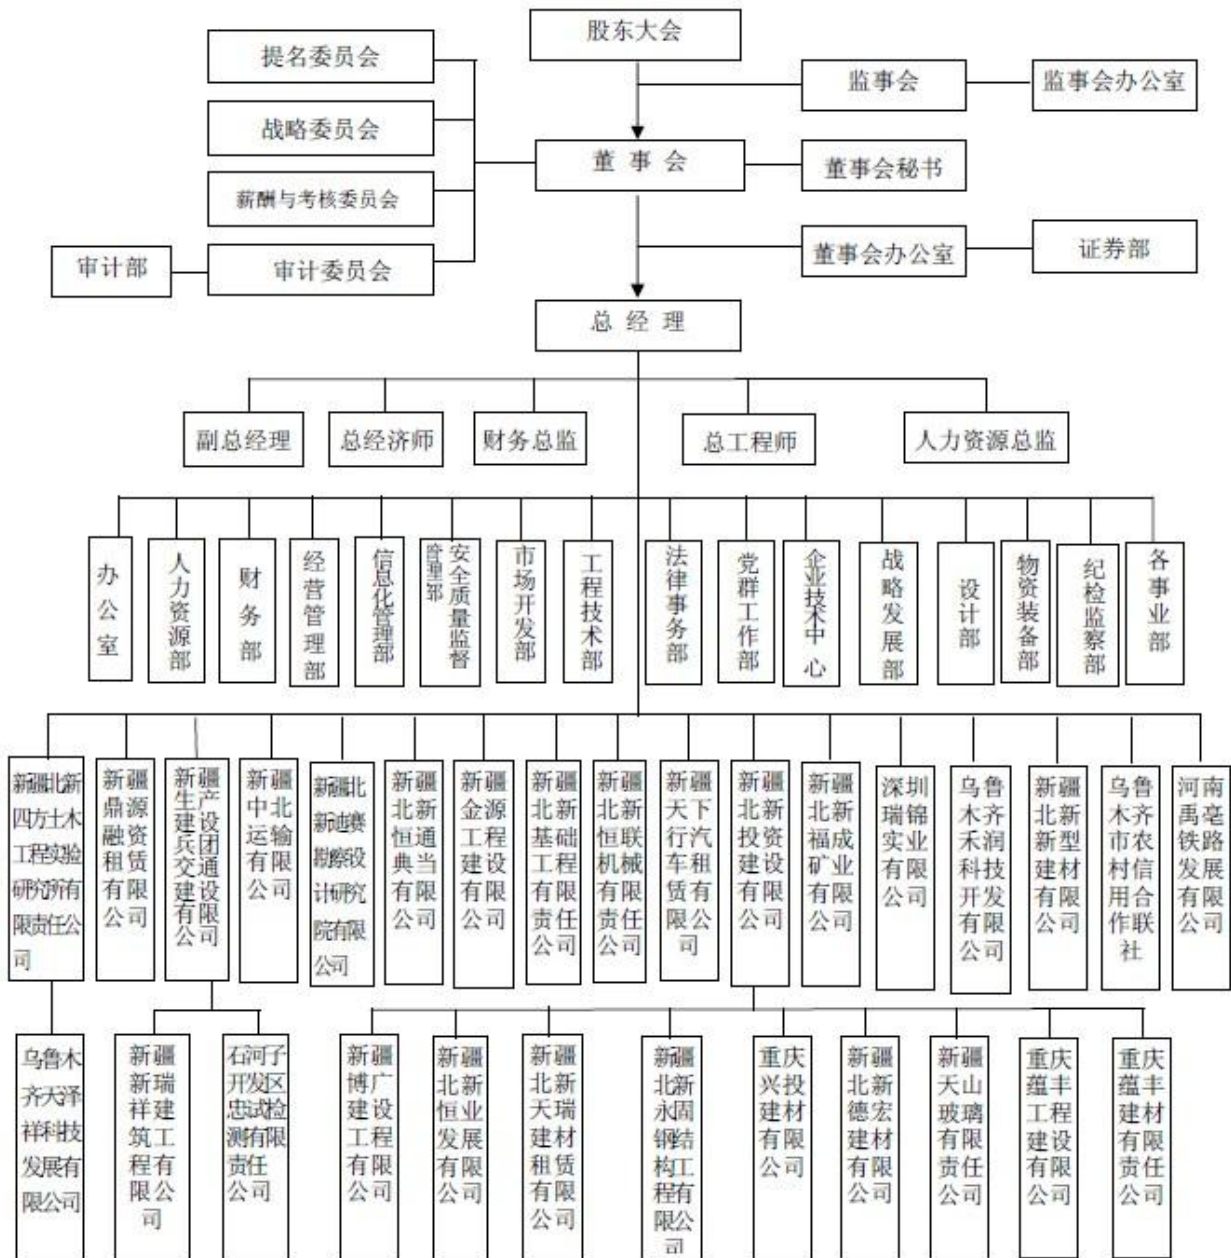 股东大会
提名委员会
监事会
监事会办公室
战略委员会
董 事 会
董事会秘书
薪酬与考核委员会
审计部
审计委员会
董事会办公室
证券部
总 经 理
副总经理
总经济师
财务总监
总工程师
人力资源总监
办公室
人力资源部
财务部
经营管理部
信息化管理部
安全质量监督管理部
市场开发部
工程技术部
法律事务部
党群工作部
企业技术中心
战略发展部
设计部
物资装备部
纪检监察部
各事业部
新疆北新
四方土木
工程实验
研究所有
限责任公
司
新疆
鼎源
融资
租赁
有限
公司
新疆
生产
建设
兵团
交通
建设
有限
公司
新疆
中北
运输
有限
公司
新疆北
新迪赛
勘察设
计研究
院有限
公司
新疆
北新
恒通
典当
有限
公司
新疆
金源
工程
建设
有限
公司
新疆
北新
基础
工程
有限
责任
公司
新疆
北新
恒联
机械
有限
责任
公司
新疆
天下
行汽
车租
赁有
限公
司
新疆
北新
投资
建设
有限
公司
新疆
北新
福成
矿业
有限
公司
深圳
瑞锦
实业
有限
公司
乌鲁
木齐
禾润
科技
开发
有限
公司
新疆
北新
新型
建材
有限
公司
乌鲁
木齐
市农
村信
用合
作联
社
河南
禹亳
铁路
发展
有限
公司
乌鲁木
齐天泽
祥科技
发展有
限公司
新疆
新瑞
祥建
筑工
程有
限公
司
石河子
开发区
忠试检
测有限
责任
公司
新疆
博广
建设
工程
有限
公司
新疆
北新
恒业
发展
有限
公司
新疆
北新
天瑞
建材
租赁
有限
公司
新疆
北新
永固
钢结
构工
程有
限公
司
重庆
兴投
建材
有限
公司
新疆
北新
德宏
建材
有限
公司
新疆
天山
玻璃
有限
责任
公司
重庆
蕴丰
工程
建设
有限
公司
重庆
蕴丰
建材
有限
责任
公司